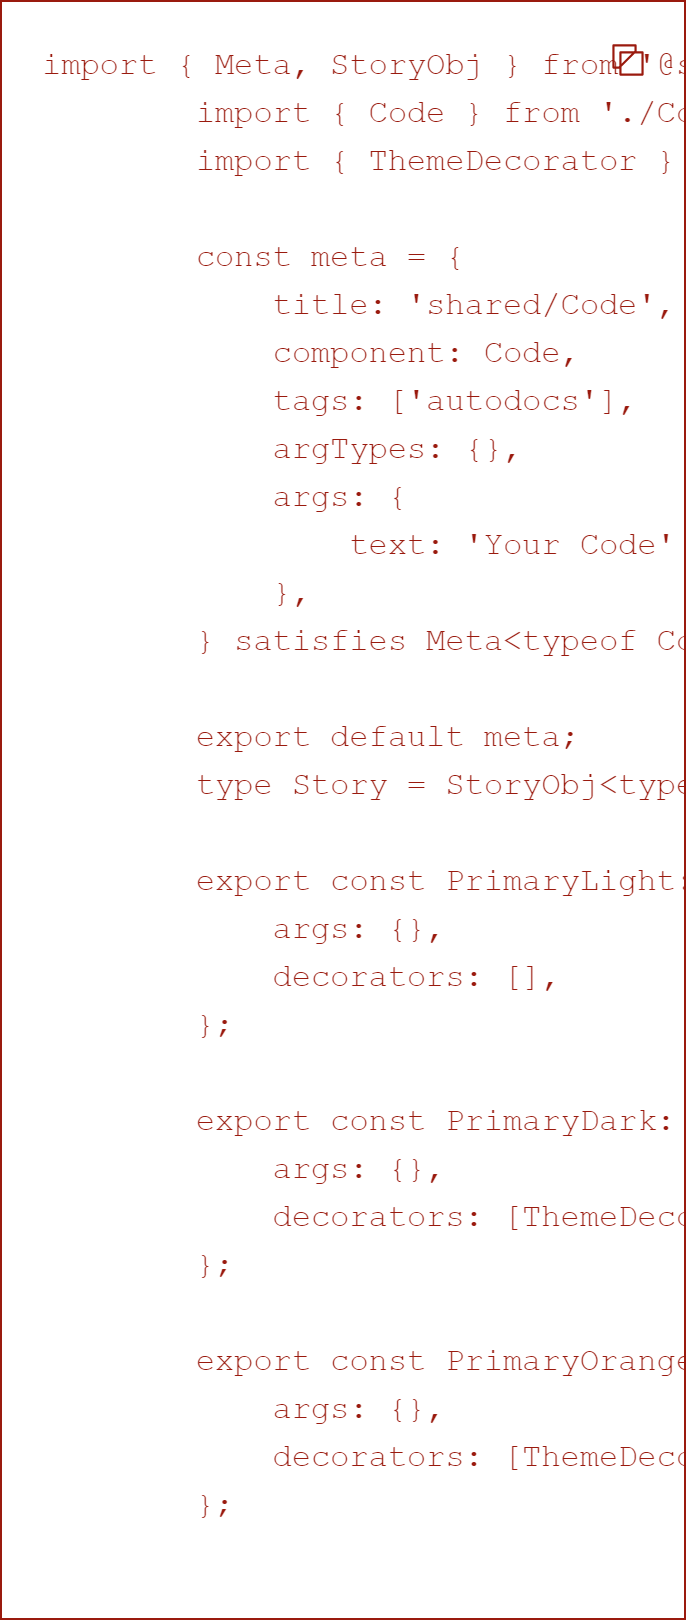 import { Meta, StoryObj } from '@s
import { Code } from './Co
import { ThemeDecorator }
const meta = {
title: 'shared/Code',
component: Code,
tags: ['autodocs'],
argTypes: {},
args: {
text: 'Your Code'
},
} satisfies Meta<typeof Co
export default meta;
type Story = StoryObj<type
export const PrimaryLight:
args: {},
decorators: [],
};
export const PrimaryDark:
args: {},
decorators: [ThemeDeco
};
export const PrimaryOrange
args: {},
decorators: [ThemeDeco
};